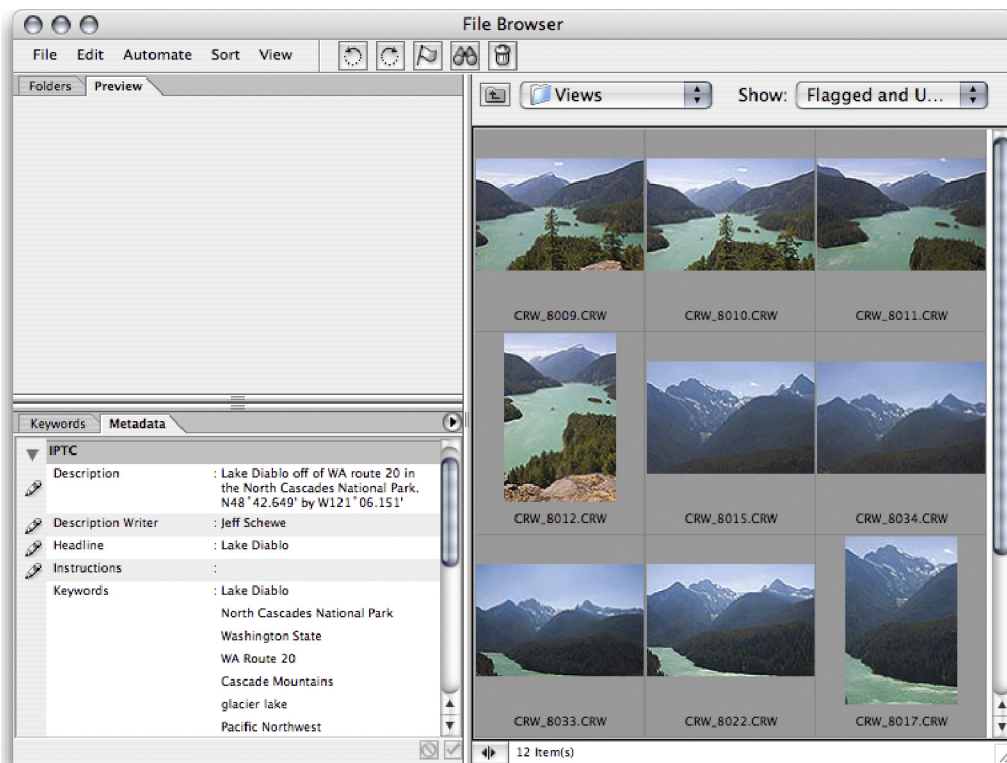 File Browser
File Edit Automate Sort View
Folders Preview
Views Show: Flagged and U...
CRW_8009.CRW CRW_8010.CRW CRW_8011.CRW
CRW_8012.CRW CRW_8015.CRW CRW_8034.CRW
CRW_8033.CRW CRW_8022.CRW CRW_8017.CRW
Keywords Metadata
IPTC
Description : Lake Diablo off of WA route 20 in
the North Cascades National Park.
N48°42.649' by W121°06.151'
Description Writer : Jeff Schewe
Headline : Lake Diablo
Instructions :
Keywords : Lake Diablo
North Cascades National Park
Washington State
WA Route 20
Cascade Mountains
glacier lake
Pacific Northwest
12 Item(s)